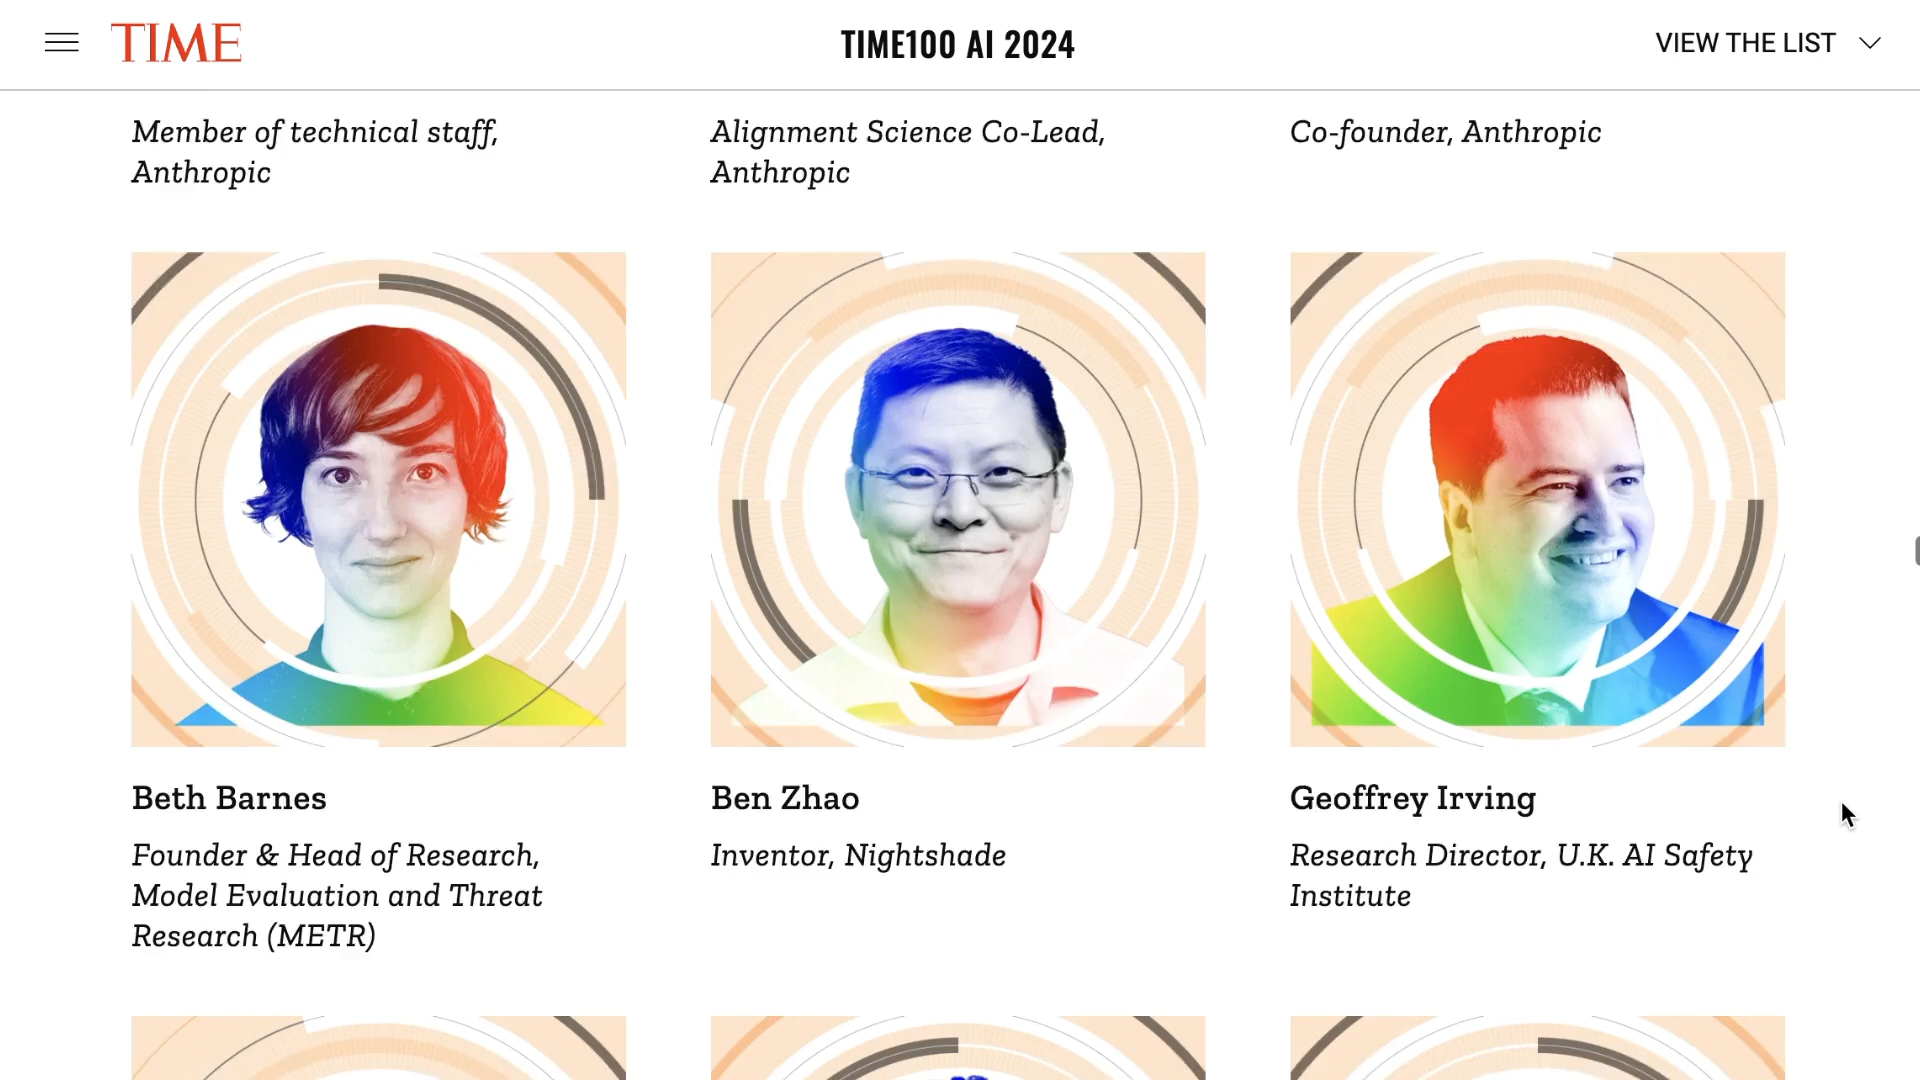 TIME
TIME100 AI 2024
VIEW THE LIST
Member of technical staff,
Anthropic
Alignment Science Co-Lead,
Anthropic
Co-founder, Anthropic
Beth Barnes
Founder & Head of Research,
Model Evaluation and Threat
Research (METR)
Ben Zhao
Inventor, Nightshade
Geoffrey Irving
Research Director, U.K. AI Safety
Institute